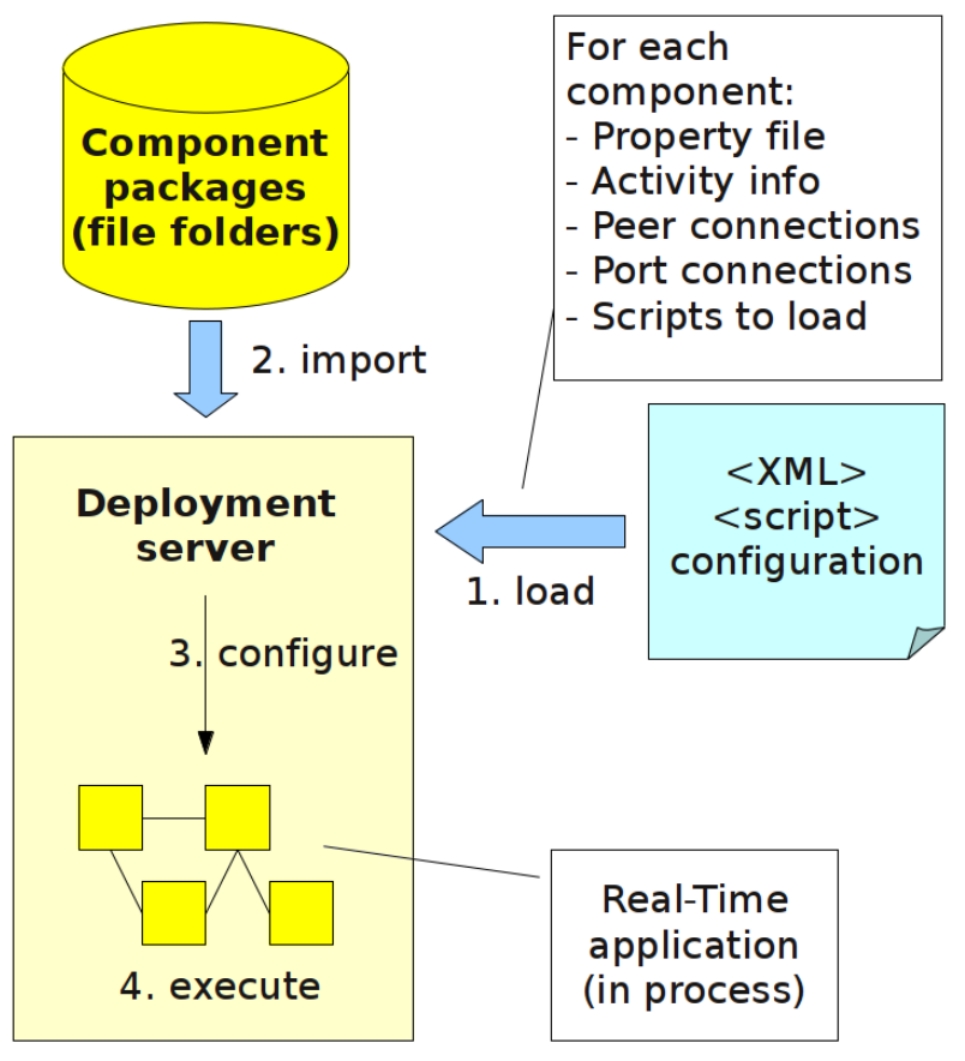 Component
packages
(file folders)
For each
component:
- Property file
- Activity info
- Peer connections
- Port connections
- Scripts to load
2. import
<XML>
<script>
configuration
Deployment
server
1. load
3. configure
4. execute
Real-Time
application
(in process)